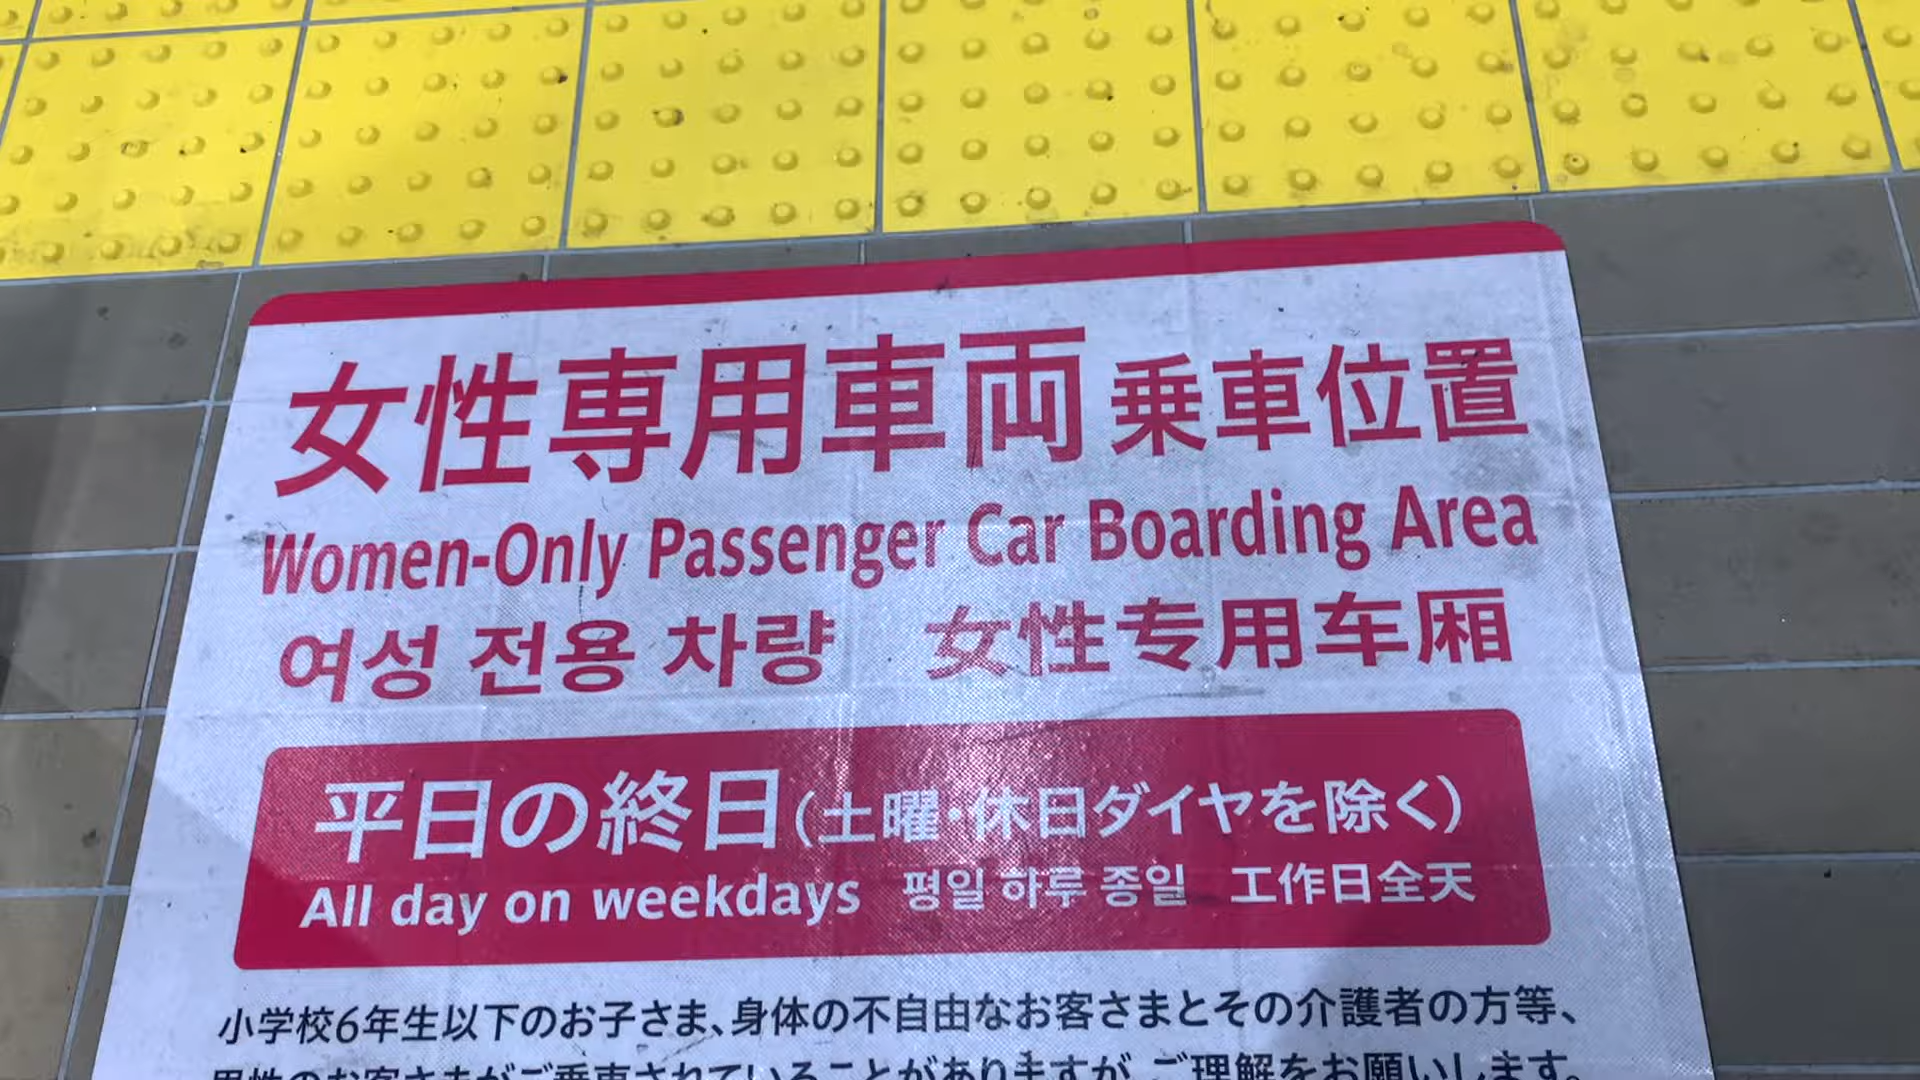 女性専用車両 乗車位置
Women-Only Passenger Car Boarding Area
여성 전용 차량 女性专用车厢
平日の終日(土曜・休日ダイヤを除く)
All day on weekdays 평일 하루 종일 工作日全天
小学校6年生以下のお子さま、身体の不自由なお客さまとその介護者の方等、
男性のお客さまがご乗車されていることがありますが、ご理解をお願いします。